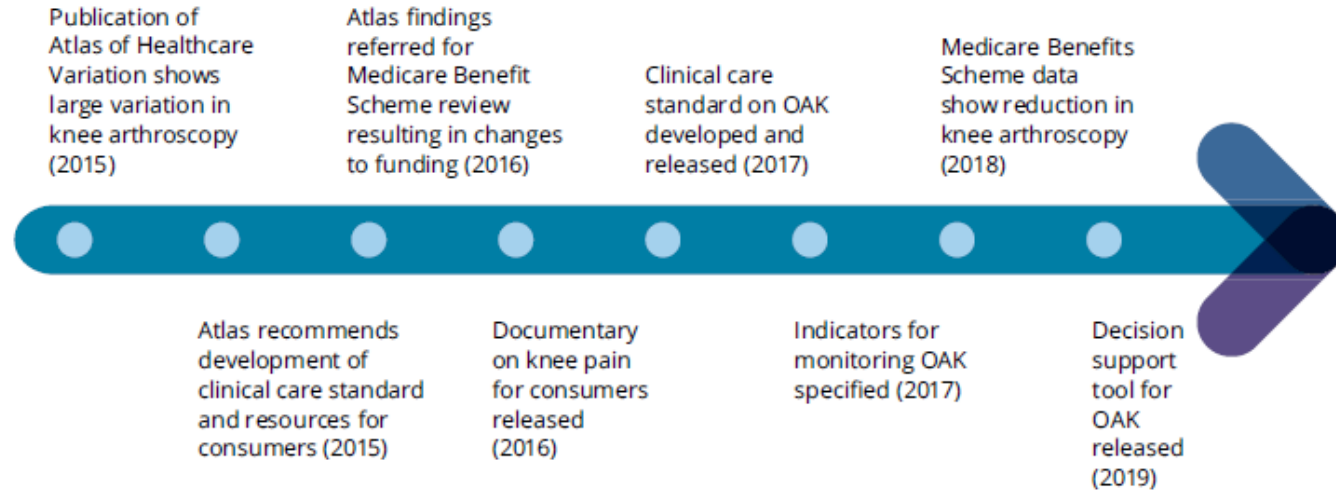 Publication of
Atlas of Healthcare
Variation shows
large variation in
knee arthroscopy
(2015)
Atlas findings
referred for
Medicare Benefit
Scheme review
resulting in changes
to funding (2016)
Clinical care
standard on OAK
developed and
released (2017)
Medicare Benefits
Scheme data
show reduction in
knee arthroscopy
(2018)
Atlas recommends
development of
clinical care standard
and resources for
consumers (2015)
Documentary
on knee pain
for consumers
released
(2016)
Indicators for
monitoring OAK
specified (2017)
Decision
support
tool for
OAK
released
(2019)